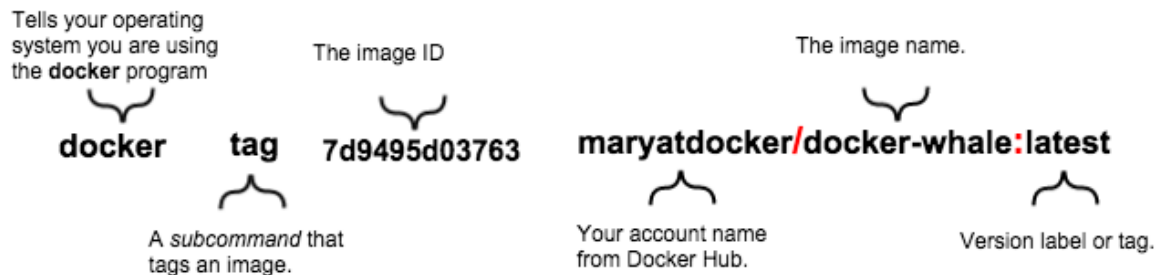 Tells your operating
system you are using
the docker program
The image ID
The image name.
docker tag 7d9495d03763 maryatdocker/docker-whale:latest
A subcommand that
tags an image.
Your account name
from Docker Hub.
Version label or tag.